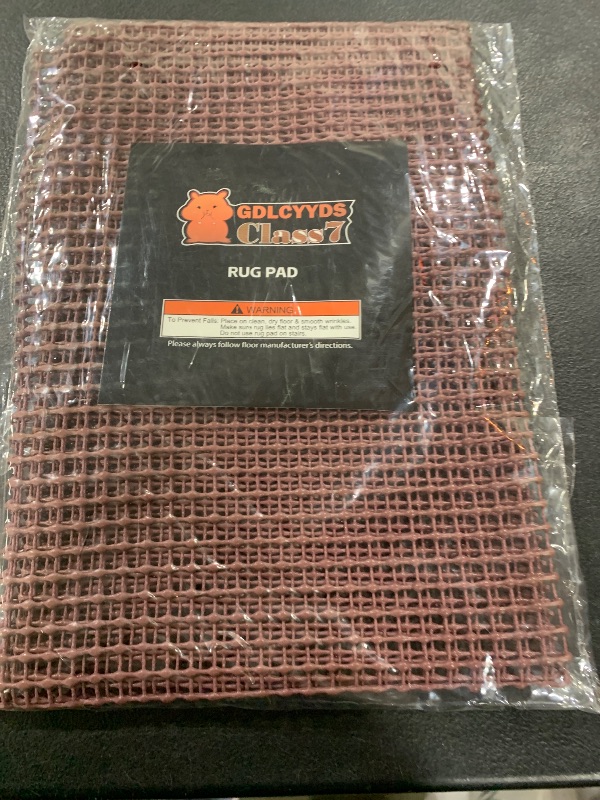 GDLCYYDS
Class7
RUG PAD
WARNING
To Prevent Falls: Place on clean, dry floor & smooth wrinkles.
Make sure rug lies flat and stays flat with use.
Do not use rug pad on stairs.
Please always follow floor manufacturer's directions.